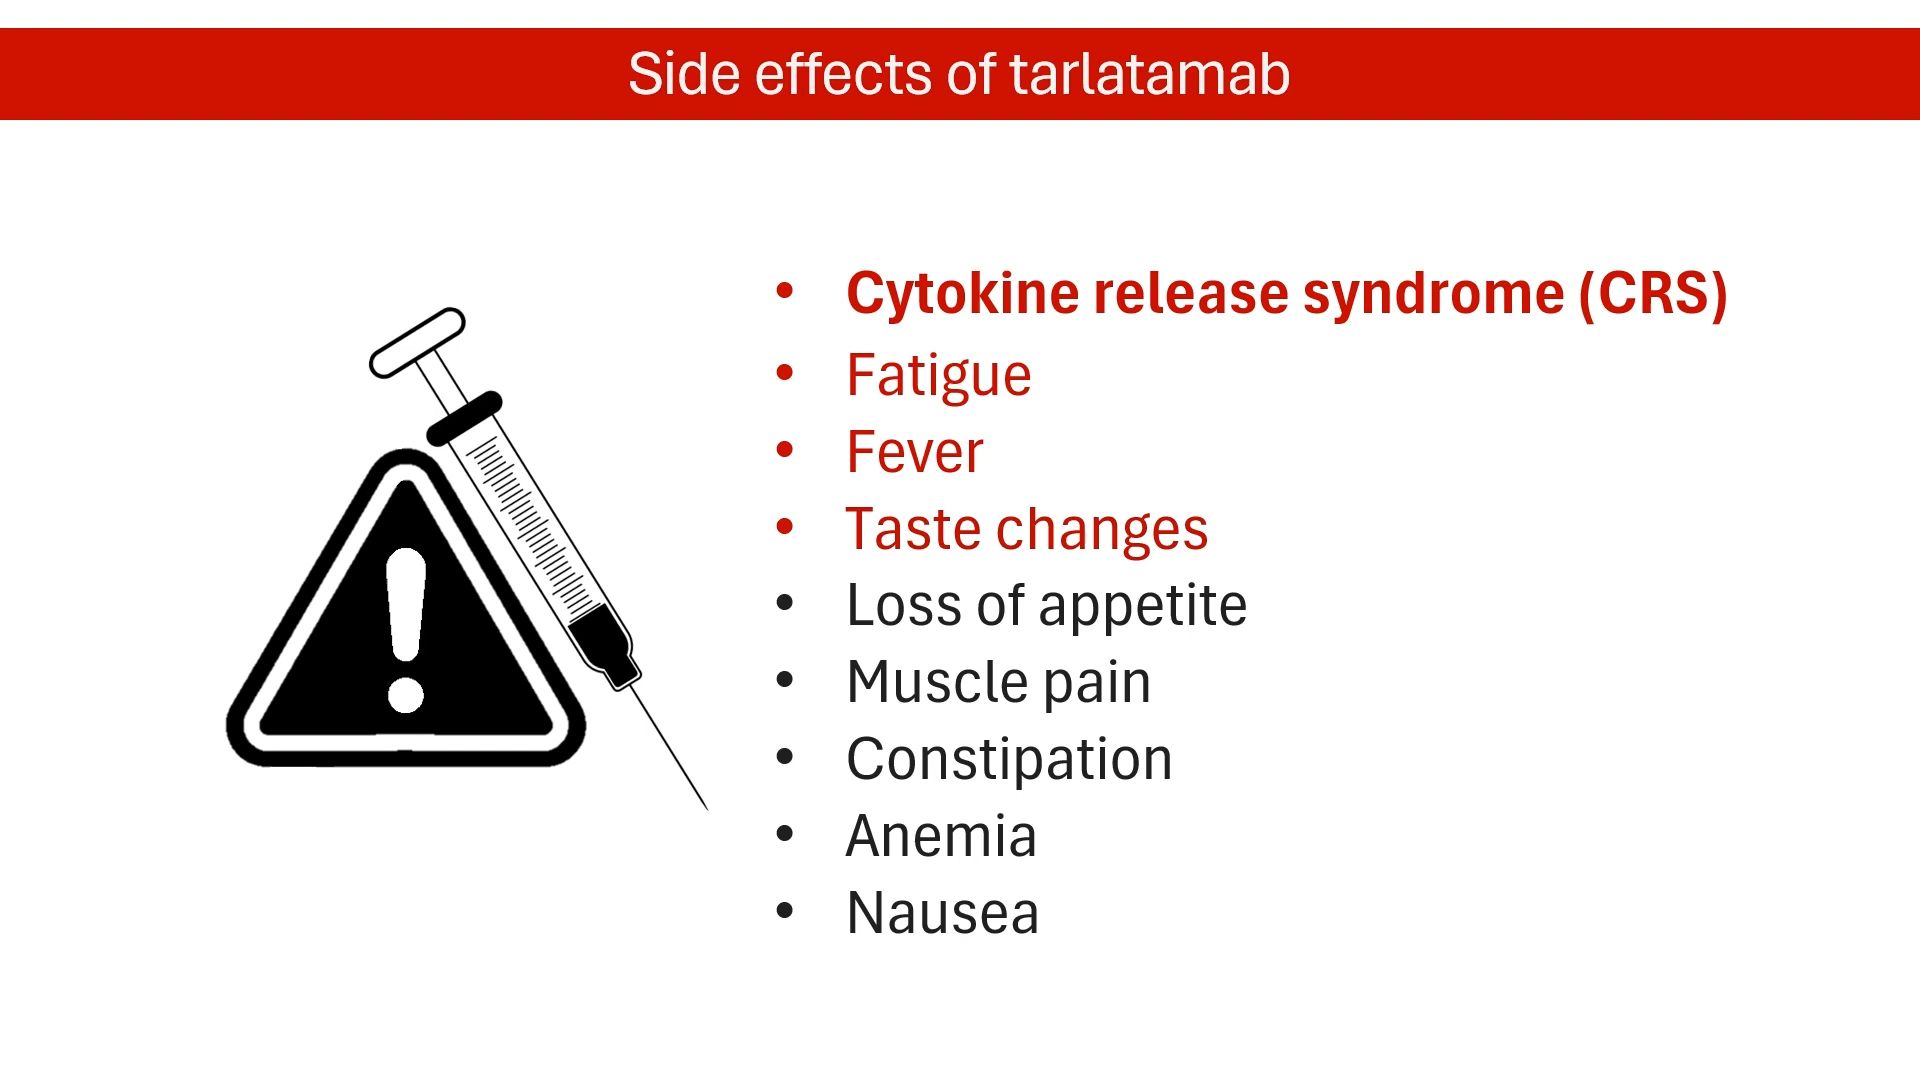 Side effects of tarlatamab
• Cytokine release syndrome (CRS)
• Fatigue
• Fever
• Taste changes
• Loss of appetite
• Muscle pain
• Constipation
• Anemia
• Nausea